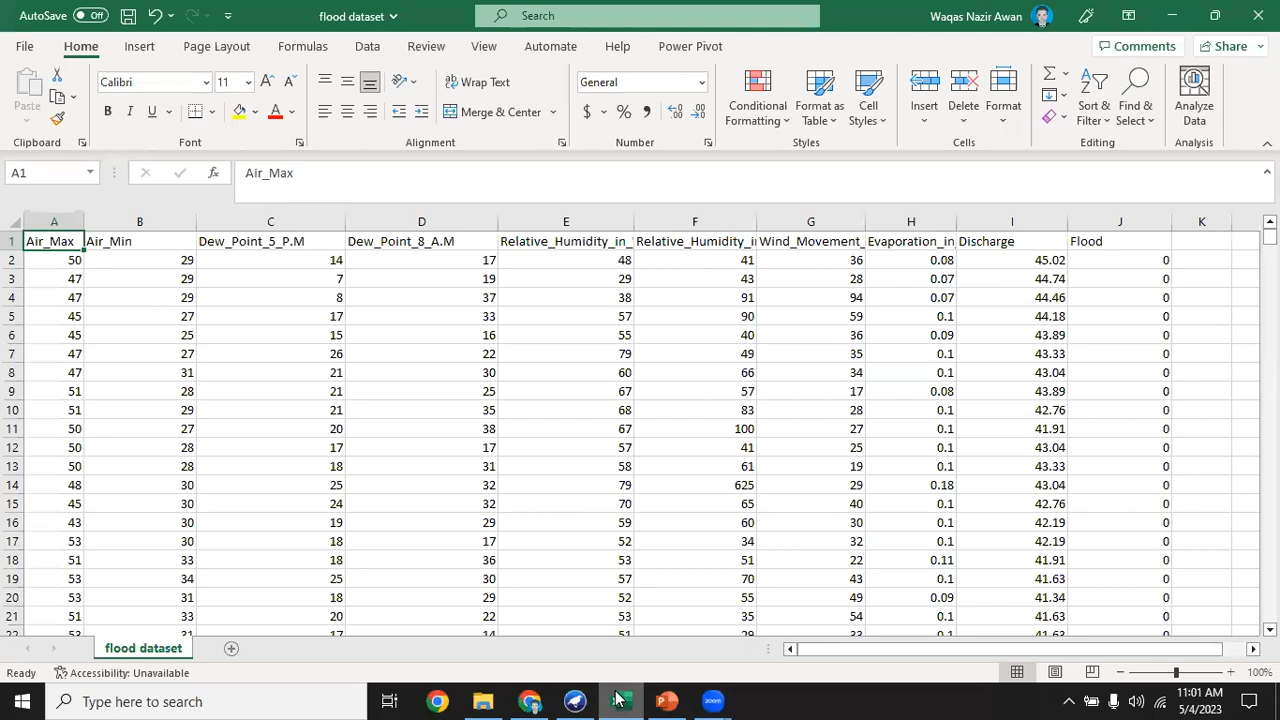 AutoSave Off flood dataset Search Waqas Nazir Awan
File Home Insert Page Layout Formulas Data Review View Automate Help Power Pivot Comments Share
Calibri 11 Wrap Text General
Paste B I U A Merge & Center $ % Conditional Formatting Format as Table Cell Styles Insert Delete Format Sort & Filter Find & Select Analyze Data
Clipboard Font Alignment Number Styles Cells Editing Analysis
A1 fx Air_Max
A B C D E F G H I J K
1 Air_Max Air_Min Dew_Point_5_P.M Dew_Point_8_A.M Relative_Humidity_in_ Relative_Humidity_i Wind_Movement_ Evaporation_in Discharge Flood
2 50 29 14 17 48 41 36 0.08 45.02 0
3 47 29 7 19 29 43 28 0.07 44.74 0
4 47 29 8 37 38 91 94 0.07 44.46 0
5 45 27 17 33 57 90 59 0.1 44.18 0
6 45 25 15 16 55 40 36 0.09 43.89 0
7 47 27 26 22 79 49 35 0.1 43.33 0
8 47 31 21 30 60 66 34 0.1 43.04 0
9 51 28 21 25 67 57 17 0.08 43.89 0
10 51 29 21 35 68 83 28 0.1 42.76 0
11 50 27 20 38 67 100 27 0.1 41.91 0
12 50 28 17 17 57 41 25 0.1 43.04 0
13 50 28 18 31 58 61 19 0.1 43.33 0
14 48 30 25 32 79 625 29 0.18 43.04 0
15 45 30 24 32 70 65 40 0.1 42.76 0
16 43 30 19 29 59 60 30 0.1 42.19 0
17 53 30 18 17 52 34 32 0.1 42.19 0
18 51 33 18 36 53 51 22 0.11 41.91 0
19 53 34 25 30 57 70 43 0.1 41.63 0
20 53 31 18 29 52 55 49 0.09 41.34 0
21 51 33 20 22 53 35 54 0.1 41.63 0
22 53 31 17 14 51 29 33 0.1 41.63 0
flood dataset
Ready Accessibility: Unavailable 100%
Type here to search 11:01 AM
5/4/2023